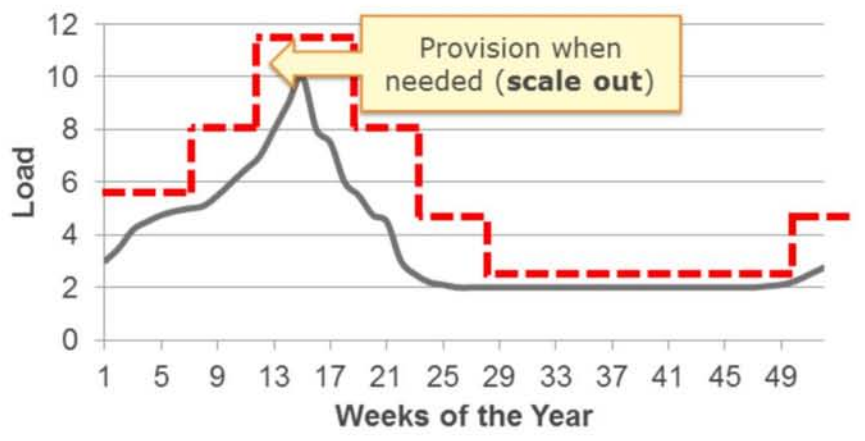 12
Provision when
needed (scale out)
10
8
6
4
2
0
Load
1 5 9 13 17 21 25 29 33 37 41 45 49
Weeks of the Year